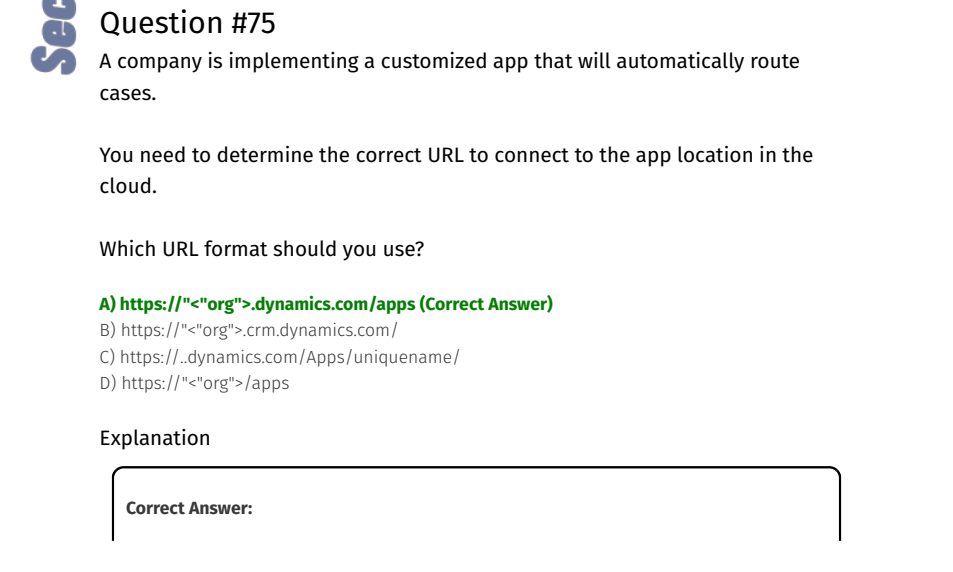 Question #75
A company is implementing a customized app that will automatically route
cases.
You need to determine the correct URL to connect to the app location in the
cloud.
Which URL format should you use?
A) https://"<"org">.dynamics.com/apps (Correct Answer)
B) https://"<"org">.crm.dynamics.com/
C) https://..dynamics.com/Apps/uniquename/
D) https://"<"org">/apps
Explanation
Correct Answer: